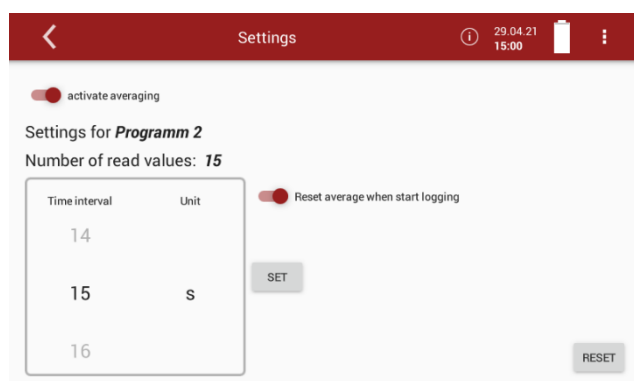 Settings
29.04.21
15:00
activate averaging
Settings for Programm 2
Number of read values: 15
Time interval Unit
Reset average when start logging
14
SET
15 s
16
RESET